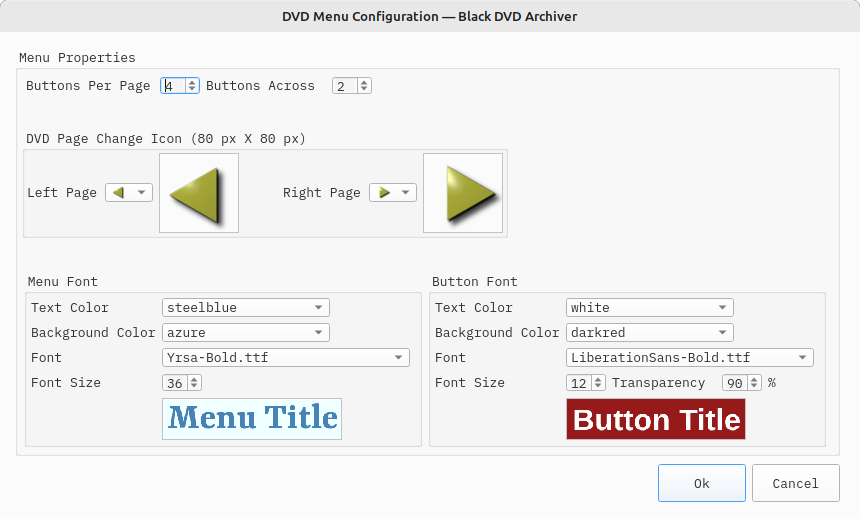 DVD Menu Configuration — Black DVD Archiver
Menu Properties
Buttons Per Page 4 Buttons Across 2
DVD Page Change Icon (80 px X 80 px)
Left Page Right Page
Menu Font Button Font
Text Color steelblue Text Color white
Background Color azure Background Color darkred
Font Yrsa-Bold.ttf Font LiberationSans-Bold.ttf
Font Size 36 Font Size 12 Transparency 90 %
Menu Title Button Title
Ok Cancel